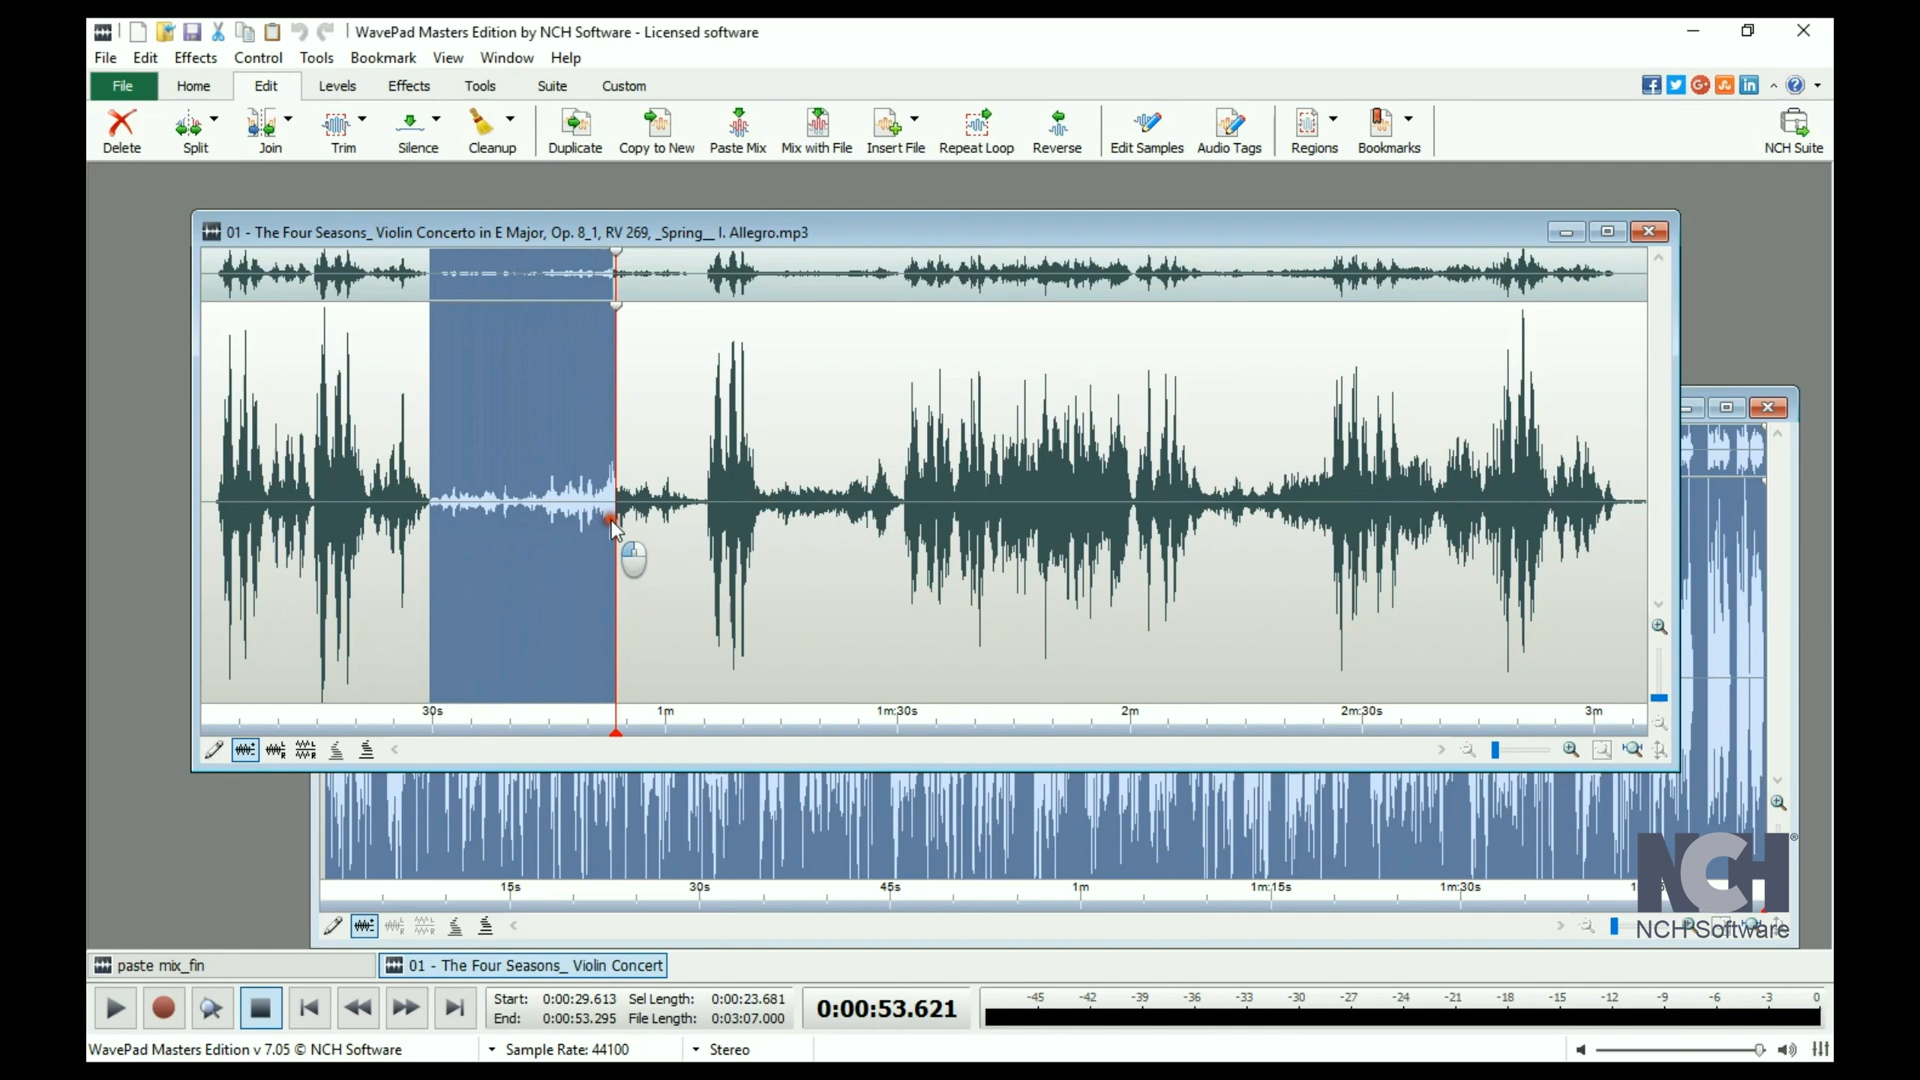 WavePad Masters Edition by NCH Software - Licensed software
File Edit Effects Control Tools Bookmark View Window Help
File Home Edit Levels Effects Tools Suite Custom
Delete Split Join Trim Silence Cleanup Duplicate Copy to New Paste Mix Mix with File Insert File Repeat Loop Reverse Edit Samples Audio Tags Regions Bookmarks NCH Suite
01 - The Four Seasons_ Violin Concerto in E Major, Op. 8_1, RV 269, _Spring__ I. Allegro.mp3
30s 1m 1m:30s 2m 2m:30s 3m
15s 30s 45s 1m 1m:15s 1m:30s
NCH®
NCH Software
paste mix_fin 01 - The Four Seasons_ Violin Concert
Start: 0:00:29.613 Sel Length: 0:00:23.681
End: 0:00:53.295 File Length: 0:03:07.000
0:00:53.621
-45 -42 -39 -36 -33 -30 -27 -24 -21 -18 -15 -12 -9 -6 -3 0
WavePad Masters Edition v 7.05 © NCH Software Sample Rate: 44100 Stereo